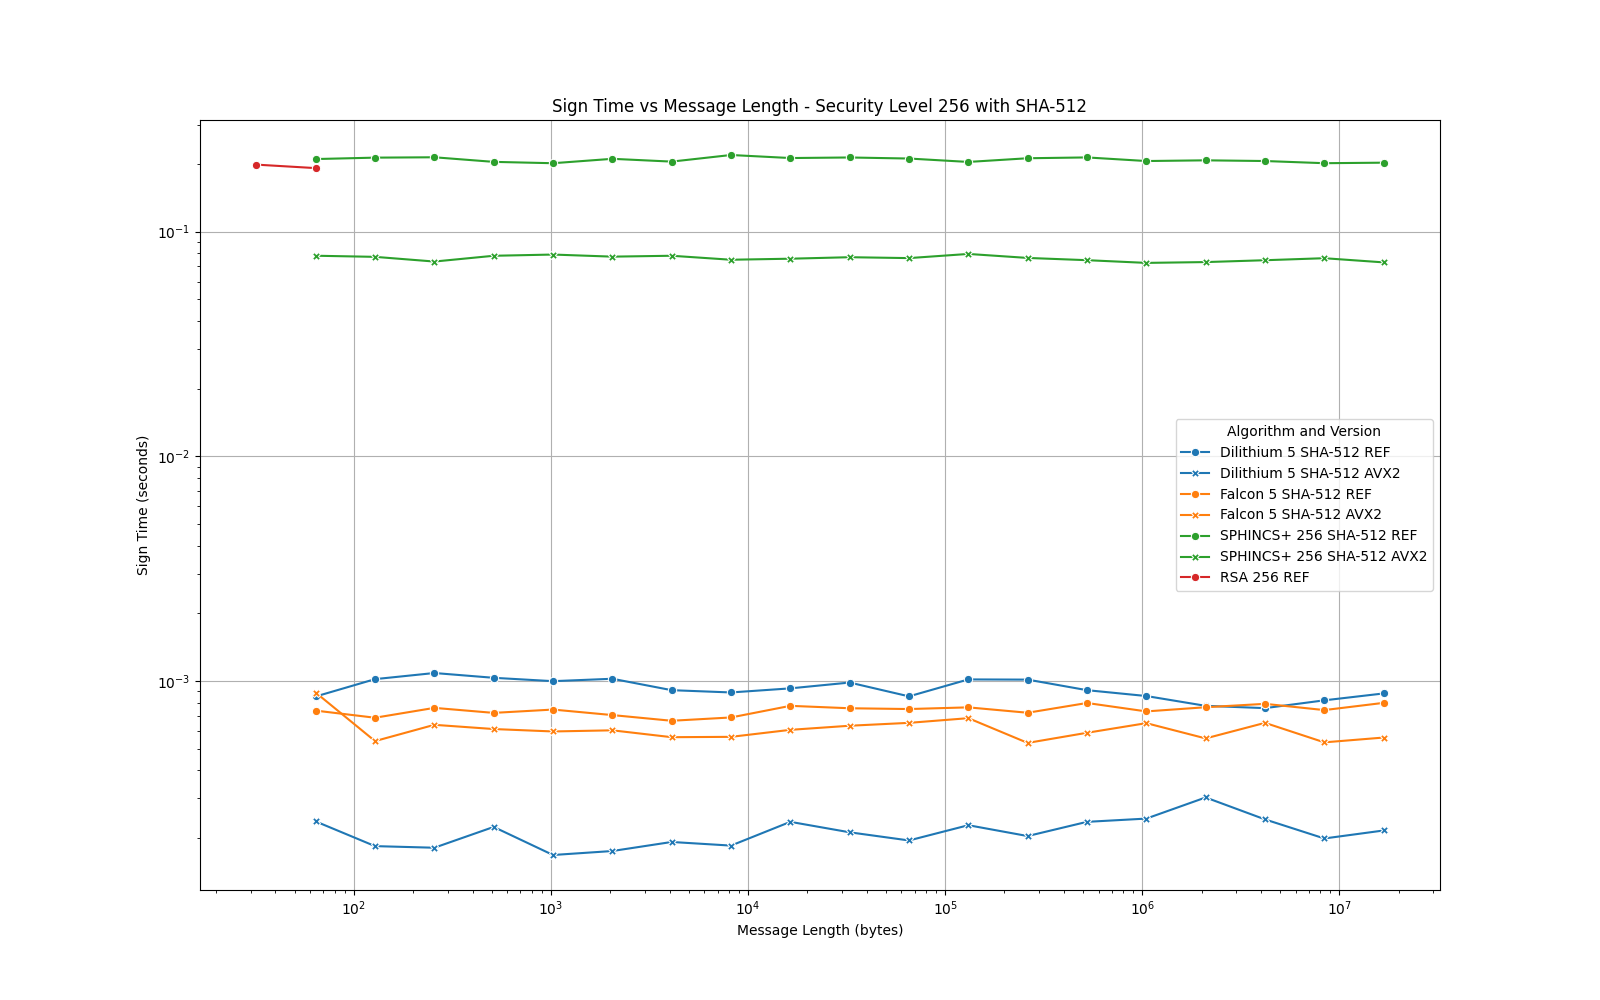 Sign Time vs Message Length - Security Level 256 with SHA-512
Sign Time (seconds)
10⁻¹
10⁻²
10⁻³
Algorithm and Version
Dilithium 5 SHA-512 REF
Dilithium 5 SHA-512 AVX2
Falcon 5 SHA-512 REF
Falcon 5 SHA-512 AVX2
SPHINCS+ 256 SHA-512 REF
SPHINCS+ 256 SHA-512 AVX2
RSA 256 REF
10² 10³ 10⁴ 10⁵ 10⁶ 10⁷
Message Length (bytes)